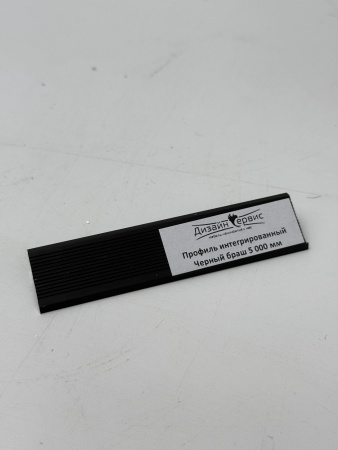 Дизайн Сервис
Профиль интегрированный
Черный браш 5 000 мм